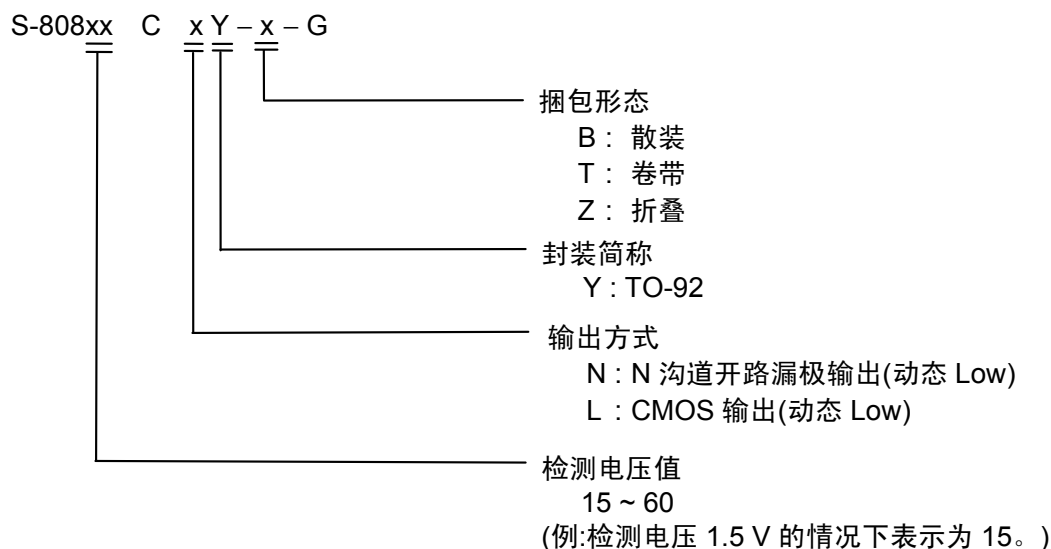 S-808xx C x Y – x – G
捆包形态
B : 散装
T : 卷带
Z : 折叠
封装简称
Y : TO-92
输出方式
N : N 沟道开路漏极输出(动态 Low)
L : CMOS 输出(动态 Low)
检测电压值
15 ~ 60
(例:检测电压 1.5 V 的情况下表示为 15。)